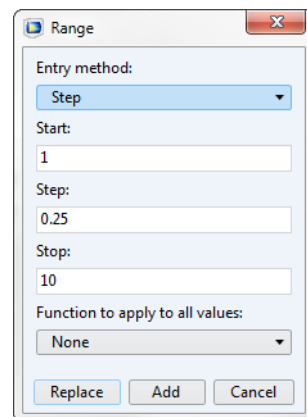 Range
Entry method:
Step
Start:
1
Step:
0.25
Stop:
10
Function to apply to all values:
None
Replace Add Cancel